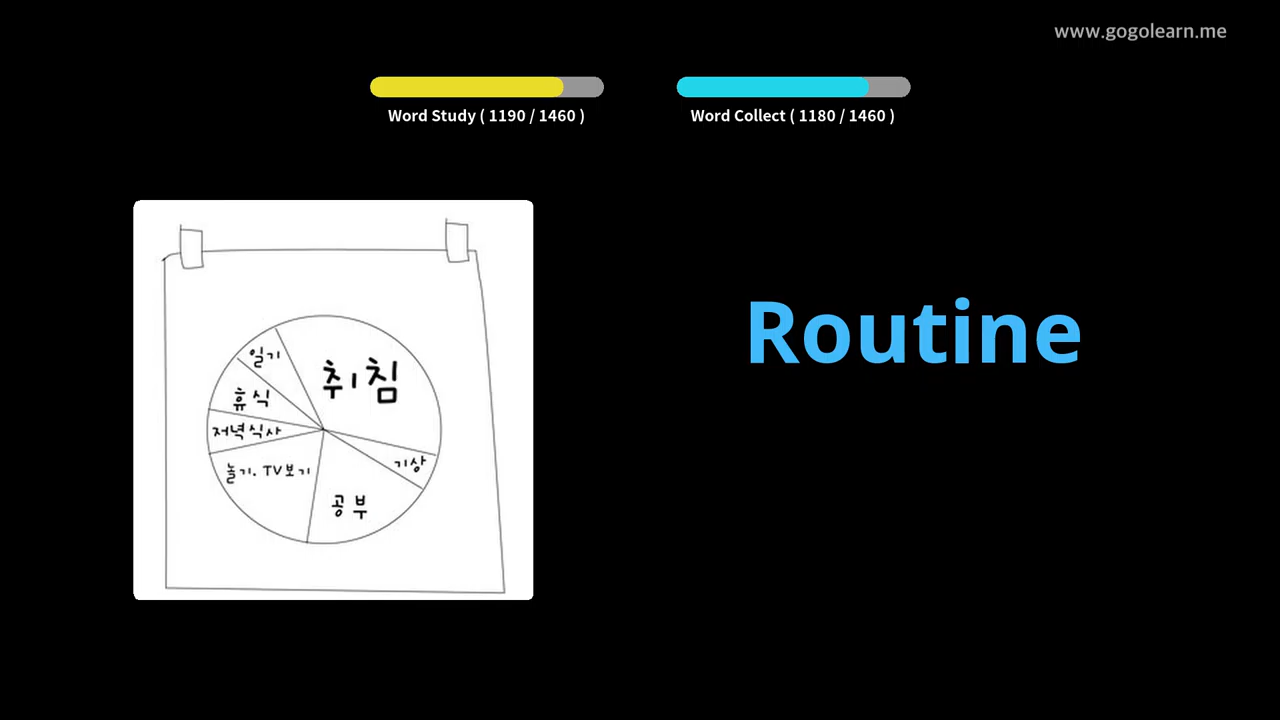 www.gogolearn.me
Word Study ( 1190 / 1460 )
Word Collect ( 1180 / 1460 )
일기
취침
휴식
저녁식사
놀기. TV보기
기상
공부
Routine